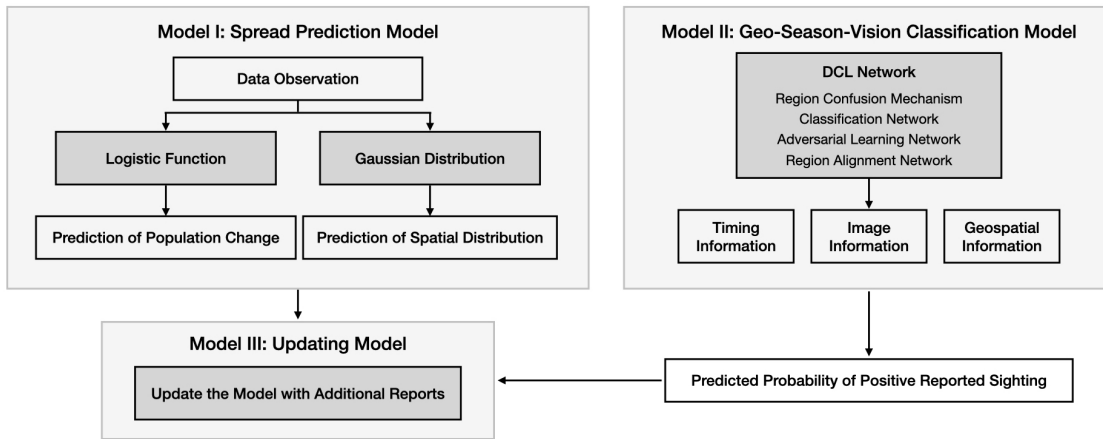 Model I: Spread Prediction Model
Data Observation
Logistic Function
Gaussian Distribution
Prediction of Population Change
Prediction of Spatial Distribution
Model II: Geo-Season-Vision Classification Model
DCL Network
Region Confusion Mechanism
Classification Network
Adversarial Learning Network
Region Alignment Network
Timing
Information
Image
Information
Geospatial
Information
Model III: Updating Model
Update the Model with Additional Reports
Predicted Probability of Positive Reported Sighting